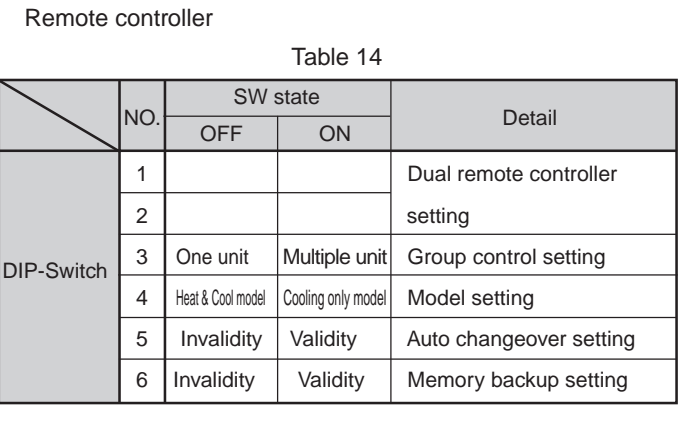 Remote controller
Table 14
NO. SW state Detail
OFF ON
DIP-Switch
1 Dual remote controller
2 setting
3 One unit Multiple unit Group control setting
4 Heat & Cool model Cooling only model Model setting
5 Invalidity Validity Auto changeover setting
6 Invalidity Validity Memory backup setting